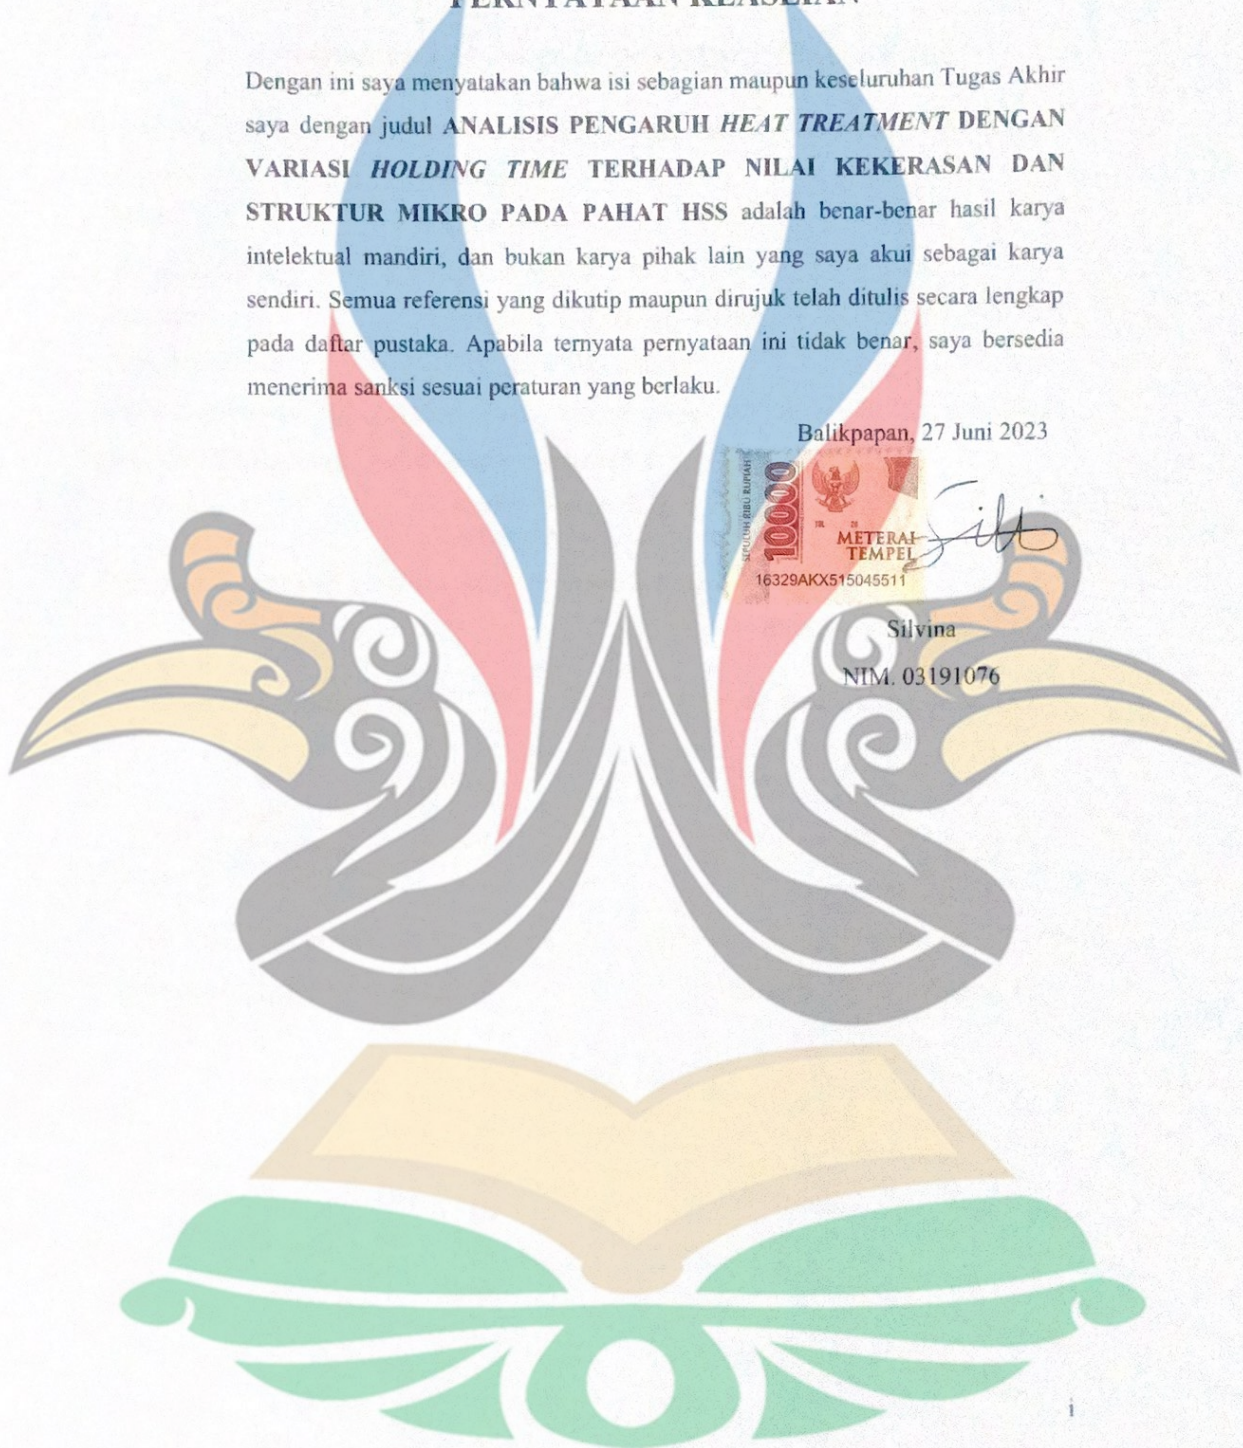 PERNYATAAN KEASLIAN
Dengan ini saya menyatakan bahwa isi sebagian maupun keseluruhan Tugas Akhir
saya dengan judul ANALISIS PENGARUH HEAT TREATMENT DENGAN
VARIASI HOLDING TIME TERHADAP NILAI KEKERASAN DAN
STRUKTUR MIKRO PADA PAHAT HSS adalah benar-benar hasil karya
intelektual mandiri, dan bukan karya pihak lain yang saya akui sebagai karya
sendiri. Semua referensi yang dikutip maupun dirujuk telah ditulis secara lengkap
pada daftar pustaka. Apabila ternyata pernyataan ini tidak benar, saya bersedia
menerima sanksi sesuai peraturan yang berlaku.
Balikpapan, 27 Juni 2023
SEPULUH RIBU RUPIAH
10000
METERAI
TEMPEL
16329AKX515045511
Silvina
NIM. 03191076
i